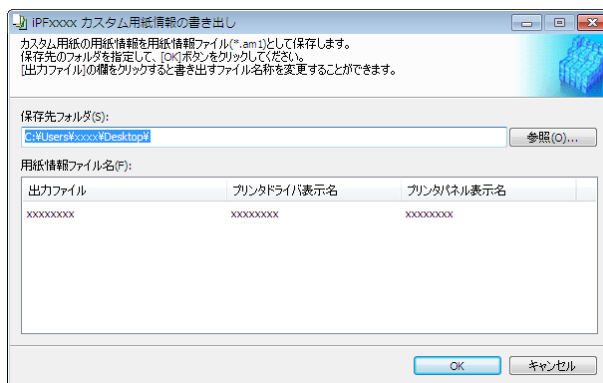 iPFxxxx カスタム用紙情報の書き出し
カスタム用紙の用紙情報を用紙情報ファイル(*.am1)として保存します。
保存先のフォルダを指定して、[OK]ボタンをクリックしてください。
[出力ファイル]の欄をクリックすると書き出すファイル名称を変更することができます。
保存先フォルダ(S):
C:¥Users¥xxxx¥Desktop¥ 参照(O)...
用紙情報ファイル名(F):
出力ファイル プリンタドライバ表示名 プリンタパネル表示名
xxxxxxxx xxxxxxxx xxxxxxxx
OK キャンセル